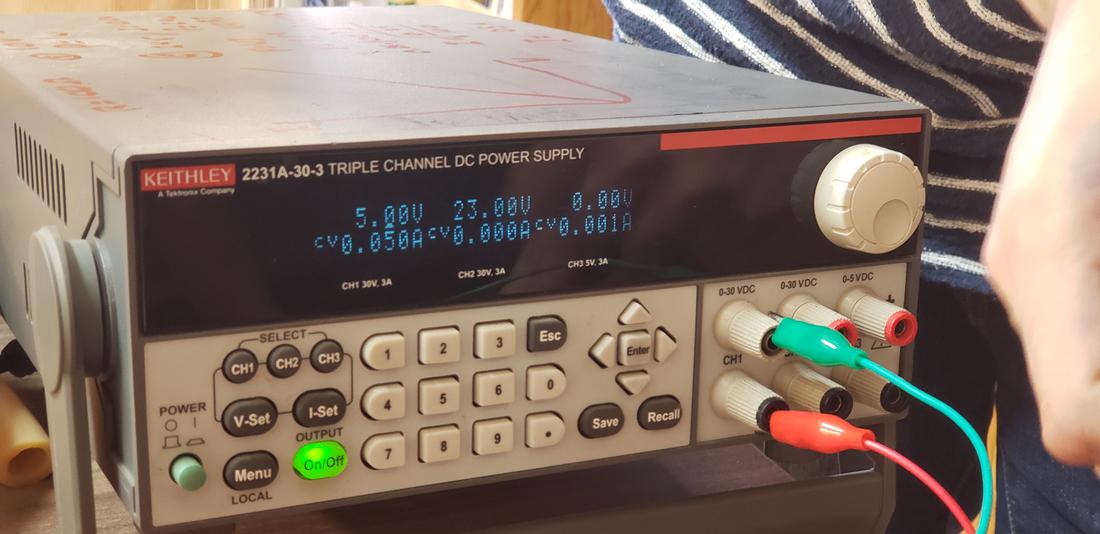 KEITHLEY
A Tektronix Company
2231A-30-3 TRIPLE CHANNEL DC POWER SUPPLY
5.00V 23.00V 0.00V
cv0.050A cv0.000A cv0.001A
CH1 30V, 3A
CH2 30V, 3A
CH3 5V, 3A
0-30 VDC
0-30 VDC
0-5 VDC
+
CH1
3
SELECT
CH1
CH2
CH3
V-Set
I-Set
POWER
OUTPUT
On/Off
Menu
LOCAL
1
2
3
Esc
4
5
6
0
7
8
9
.
Enter
Save
Recall